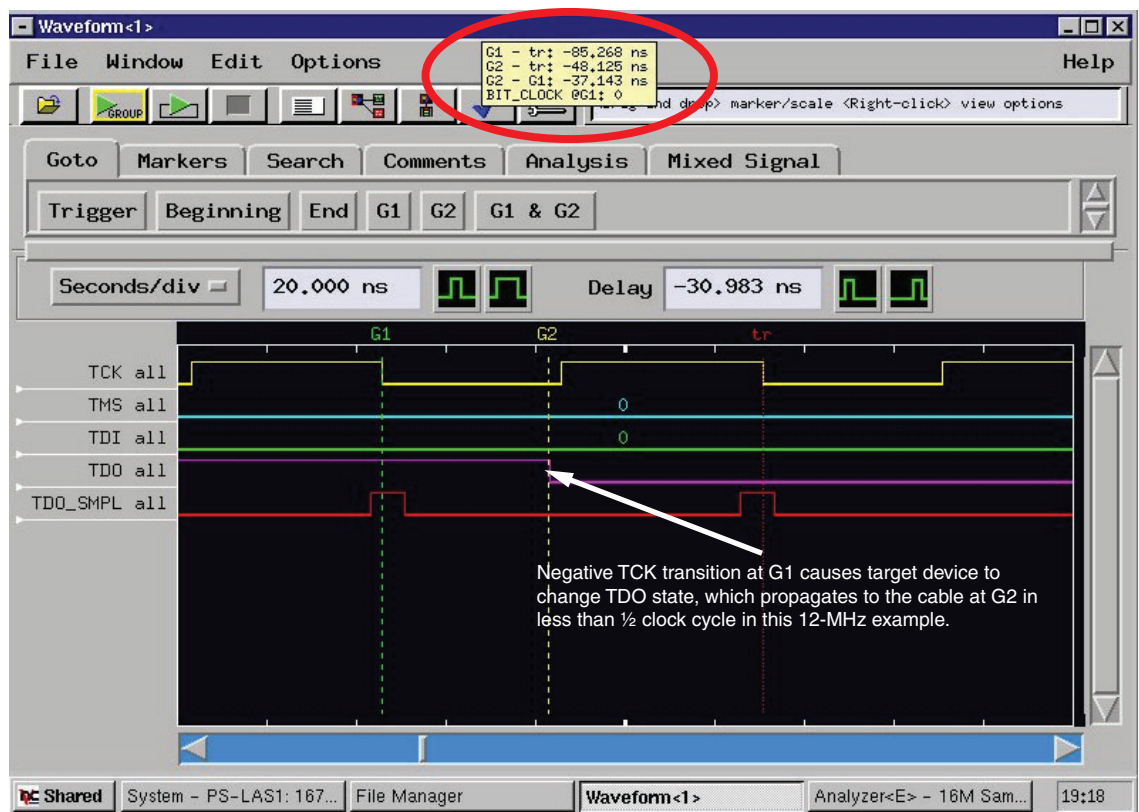 Waveform<1>
File Window Edit Options Help
G1 - tr: -85.268 ns
G2 - tr: -48.125 ns
G2 - G1: -37.143 ns
BIT_CLOCK @G1: 0
GROUP
and drop> marker/scale <Right-click> view options
Goto Markers Search Comments Analysis Mixed Signal
Trigger Beginning End G1 G2 G1 & G2
Seconds/div 20.000 ns Delay -30.983 ns
G1 G2 tr
TCK all
TMS all 0
TDI all 0
TDO all
TDO_SMPL all
Negative TCK transition at G1 causes target device to
change TDO state, which propagates to the cable at G2 in
less than ½ clock cycle in this 12-MHz example.
Shared System - PS-LAS1: 167... File Manager Waveform<1> Analyzer<E> - 16M Sam... 19:18